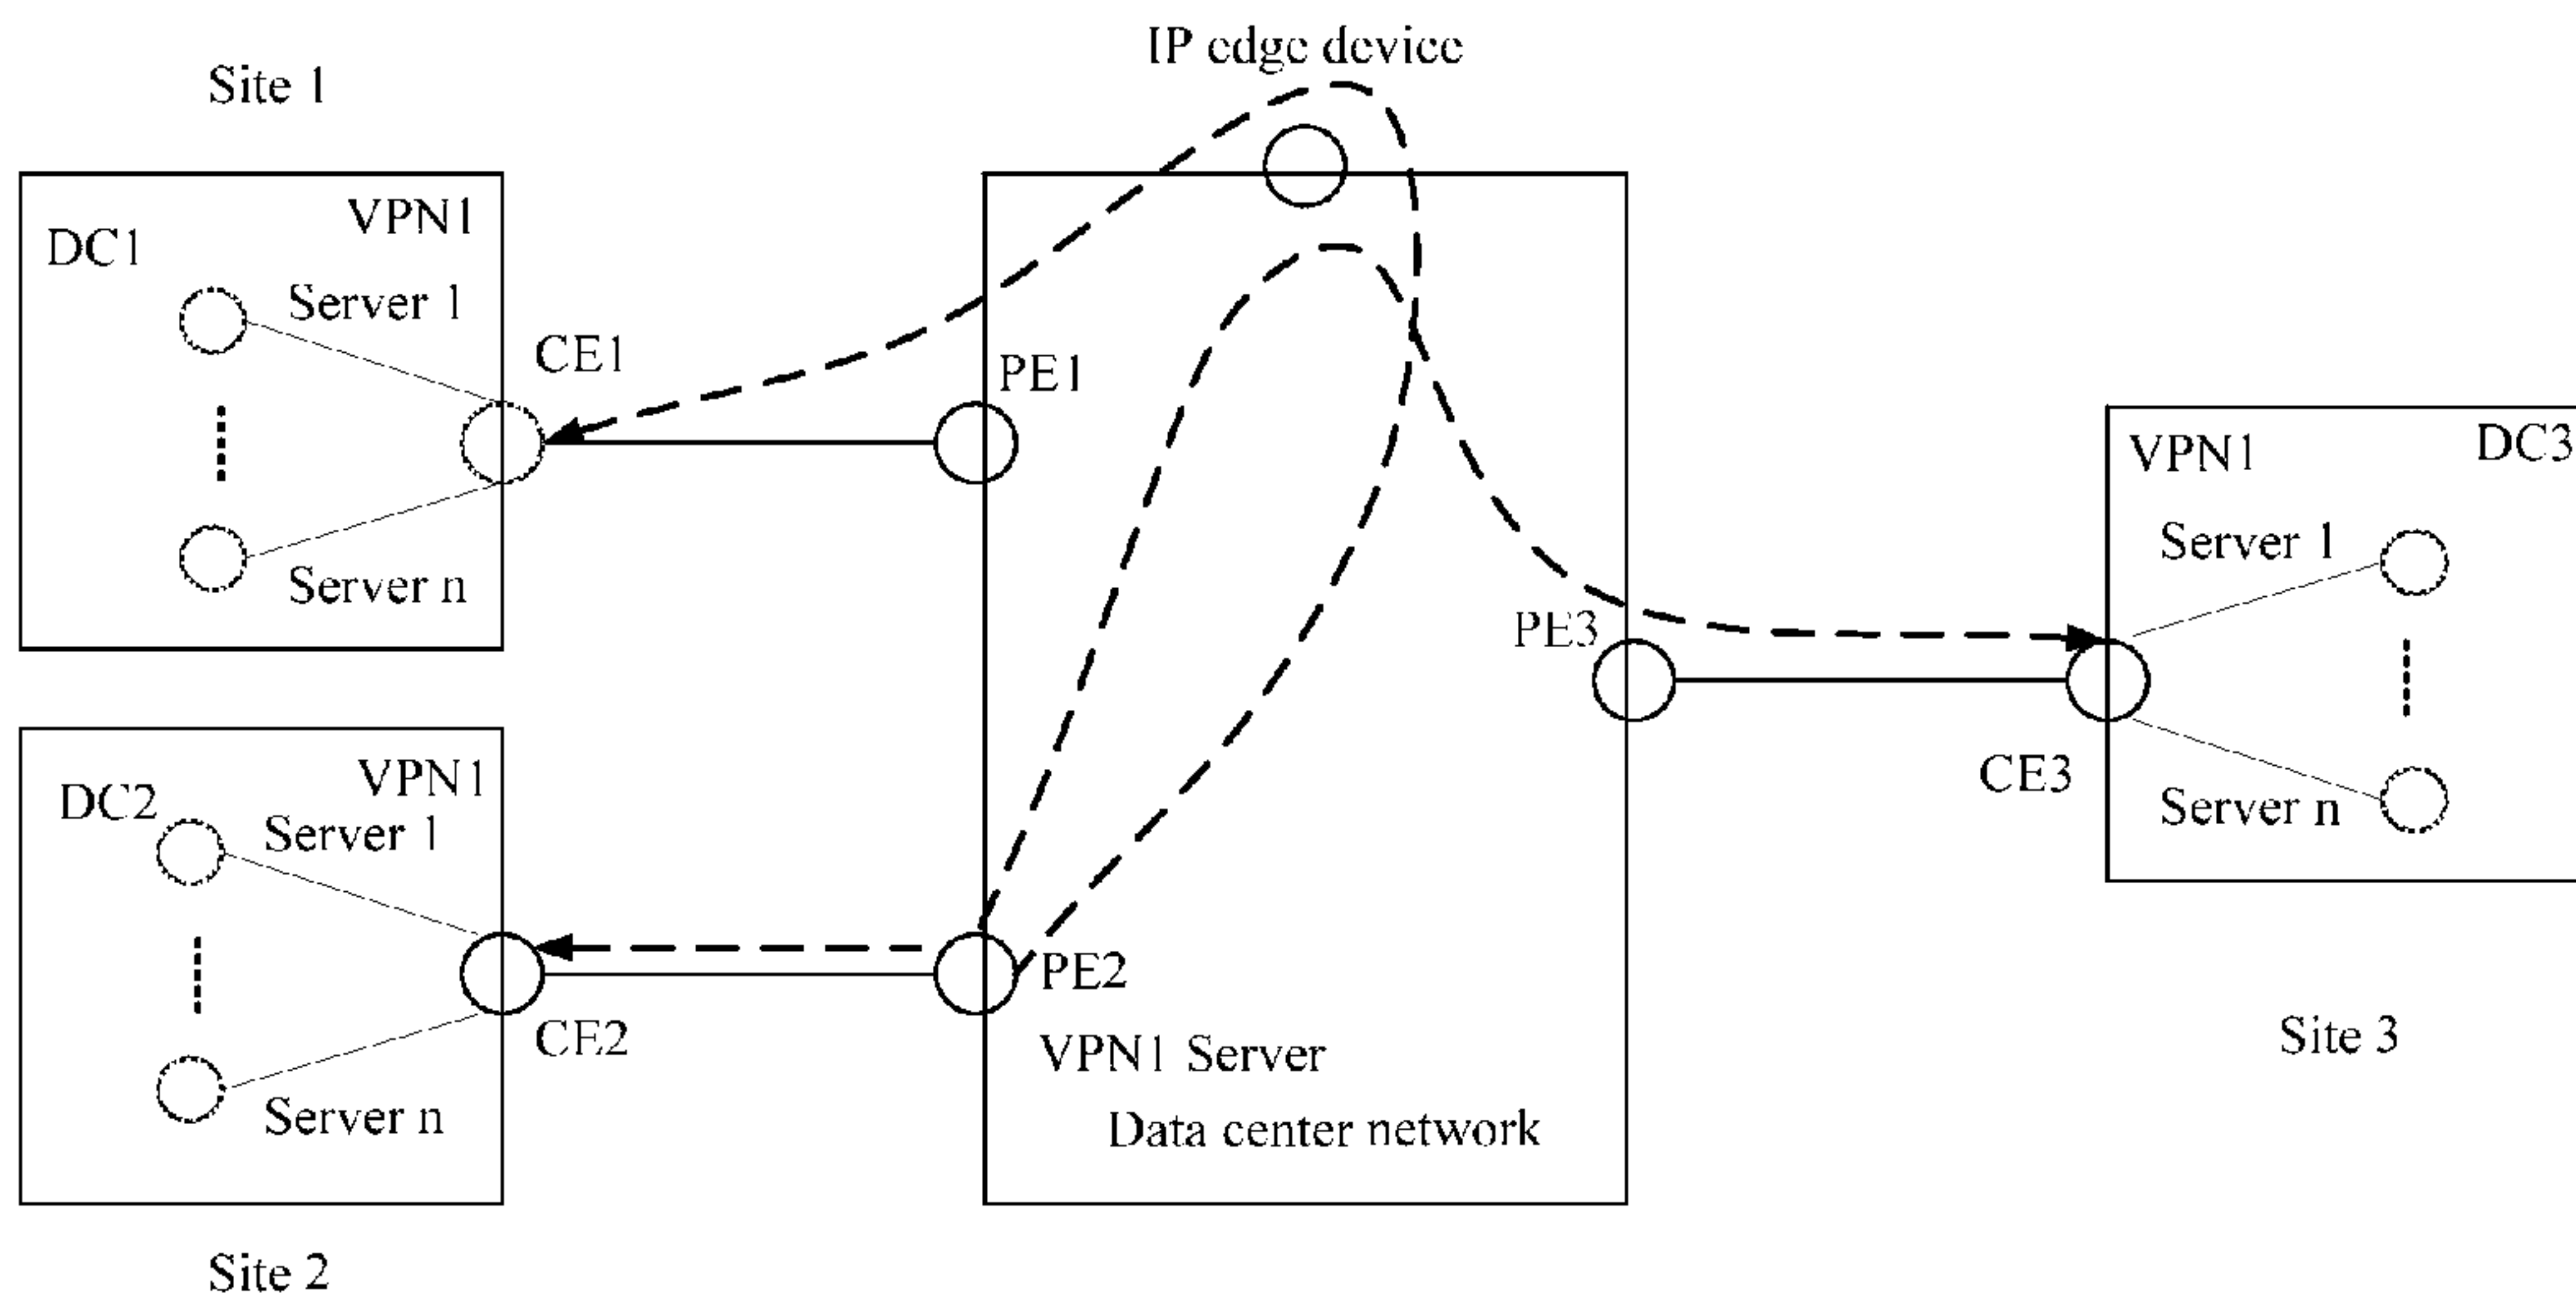 IP edge device
Site 1
VPN1
DC1
Server 1
CE1
PE1
Server n
VPN1
DC3
Server 1
PE3
CE3
Server n
VPN1
DC2
Server 1
PE2
CE2
VPN1 Server
Server n
Data center network
Site 3
Site 2